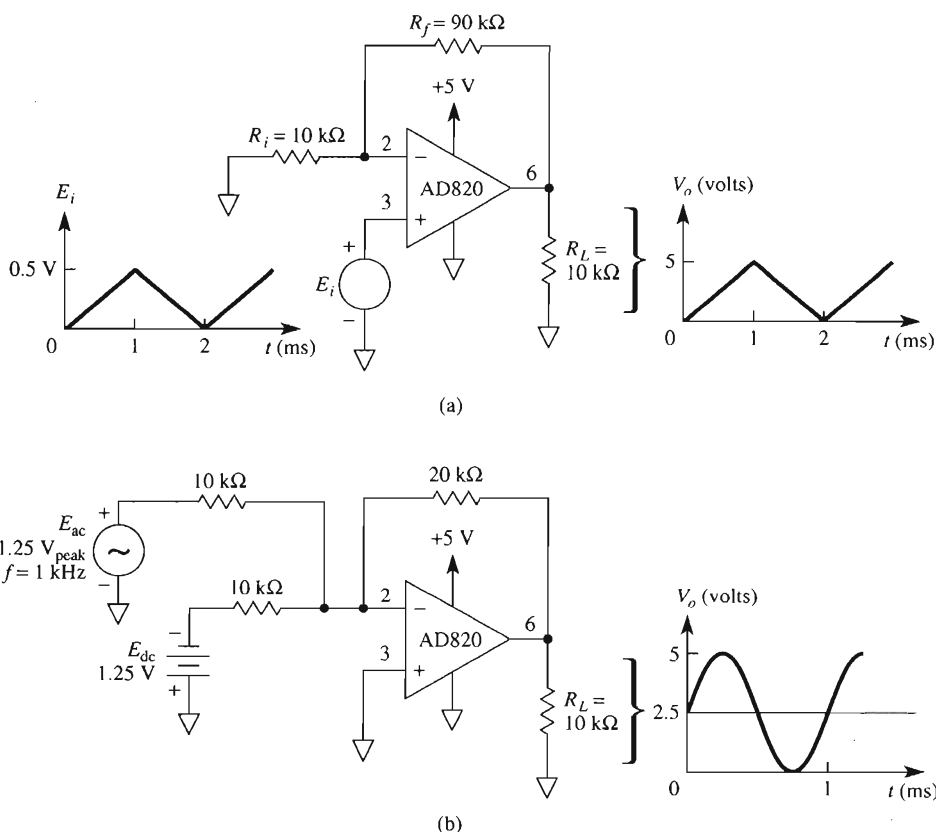 R_f = 90 kΩ
+5 V
R_i = 10 kΩ
2
−
AD820
6
3
+
E_i
0.5 V
0
1
2
t (ms)
+
E_i
−
R_L =
10 kΩ
V_o (volts)
5
0
1
2
t (ms)
(a)
10 kΩ
20 kΩ
+
E_ac
1.25 V_peak
~
f = 1 kHz
−
+5 V
10 kΩ
2
−
AD820
6
3
+
−
E_dc
1.25 V
+
R_L =
10 kΩ
V_o (volts)
5
2.5
0
1
t (ms)
(b)